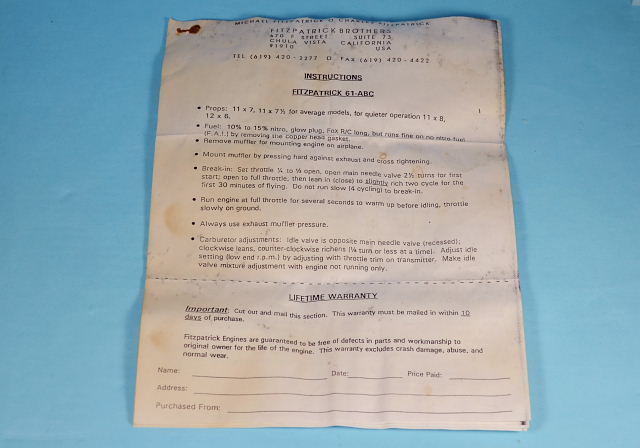 MICHAEL FITZPATRICK O CHARLES FITZPATRICK
FITZPATRICK BROTHERS
670 F STREET SUITE 73
CHULA VISTA CALIFORNIA
91910 USA
TEL (619) 420-2277 O FAX (619) 420-4422
INSTRUCTIONS
FITZPATRICK 61-ABC
• Props: 11 x 7, 11 x 7½ for average models, for quieter operation 11 x 8,
12 x 6.
• Fuel: 10% to 15% nitro, glow plug, Fox R/C long, but runs fine on no nitro fuel
(F.A.I.) by removing the copper head gasket.
• Remove muffler for mounting engine on airplane.
• Mount muffler by pressing hard against exhaust and cross tightening.
• Break-in: Set throttle ¼ to ⅓ open, open main needle valve 2½ turns for first
start; open to full throttle, then lean in (close) to slightly rich two cycle for the
first 30 minutes of flying. Do not run slow (4 cycling) to break-in.
• Run engine at full throttle for several seconds to warm up before idling, throttle
slowly on ground.
• Always use exhaust muffler pressure.
• Carburetor adjustments: Idle valve is opposite main needle valve (recessed);
clockwise leans, counter-clockwise richens (¼ turn or less at a time). Adjust idle
setting (low end r.p.m.) by adjusting with throttle trim on transmitter. Make idle
valve mixture adjustment with engine not running only.
LIFETIME WARRANTY
Important: Cut out and mail this section. This warranty must be mailed in within 10
days of purchase.
Fitzpatrick Engines are guaranteed to be free of defects in parts and workmanship to
original owner for the life of the engine. This warranty excludes crash damage, abuse, and
normal wear.
Name: Date: Price Paid:
Address:
Purchased From: